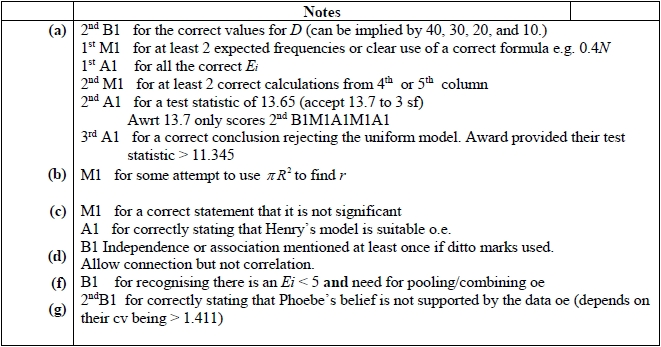 Notes
(a) 2nd B1 for the correct values for D (can be implied by 40, 30, 20, and 10.)
1st M1 for at least 2 expected frequencies or clear use of a correct formula e.g. 0.4N
1st A1 for all the correct Ei
2nd M1 for at least 2 correct calculations from 4th or 5th column
2nd A1 for a test statistic of 13.65 (accept 13.7 to 3 sf)
Awrt 13.7 only scores 2nd B1M1A1M1A1
3rd A1 for a correct conclusion rejecting the uniform model. Award provided their test
statistic > 11.345
(b) M1 for some attempt to use πR² to find r
(c) M1 for a correct statement that it is not significant
A1 for correctly stating that Henry's model is suitable o.e.
(d) B1 Independence or association mentioned at least once if ditto marks used.
Allow connection but not correlation.
(f) B1 for recognising there is an Ei < 5 and need for pooling/combining oe
(g) 2ndB1 for correctly stating that Phoebe's belief is not supported by the data oe (depends on
their cv being > 1.411)